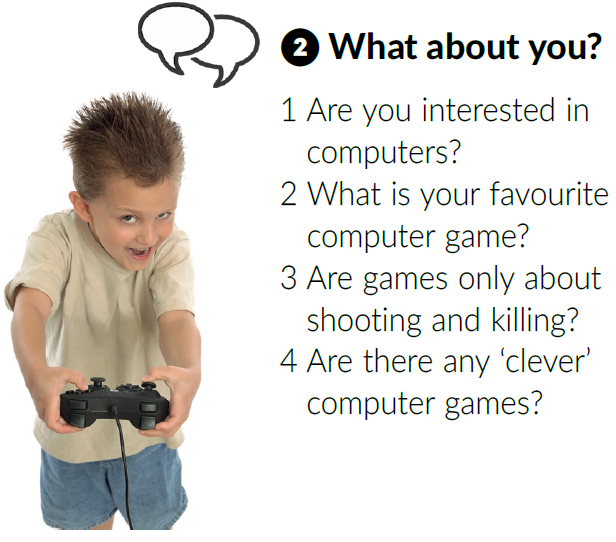 2 What about you?
1 Are you interested in
computers?
2 What is your favourite
computer game?
3 Are games only about
shooting and killing?
4 Are there any ‘clever’
computer games?